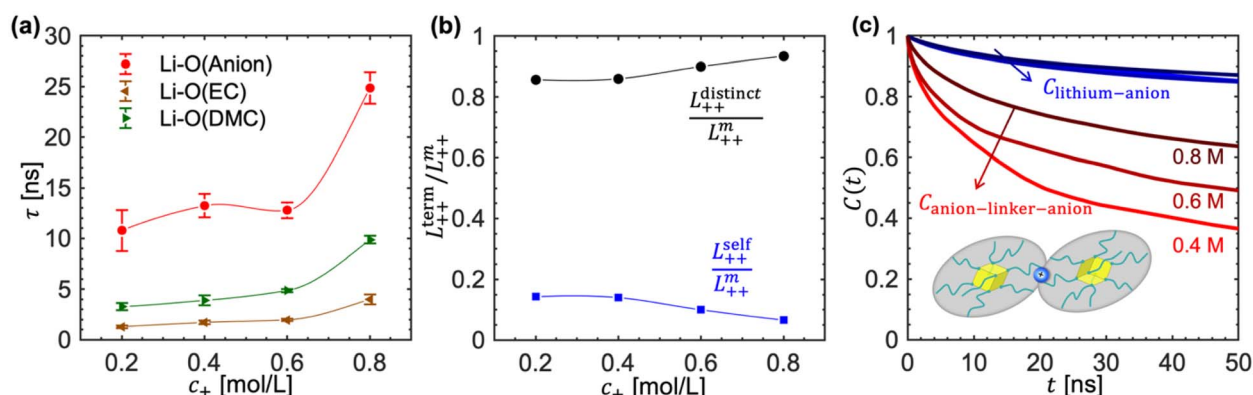 (a)
30
25
20
15
10
5
0
τ [ns]
Li-O(Anion)
Li-O(EC)
Li-O(DMC)
0.2 0.4 0.6 0.8
c₊ [mol/L]
(b)
1
0.8
0.6
0.4
0.2
0
L₊₊^term / L₊₊^m
L₊₊^distinct
L₊₊^m
L₊₊^self
L₊₊^m
0.2 0.4 0.6 0.8
c₊ [mol/L]
(c)
1
0.8
0.6
0.4
0.2
0
C(t)
C_lithium−anion
0.8 M
C_anion−linker−anion
0.6 M
0.4 M
+
0 10 20 30 40 50
t [ns]